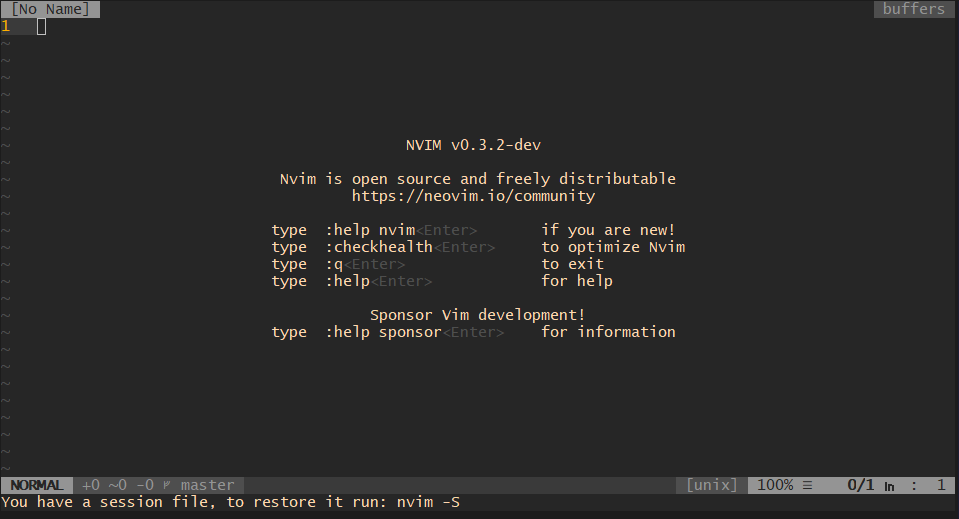 [No Name] buffers
1
~
~
~
~
~
~
NVIM v0.3.2-dev
~
Nvim is open source and freely distributable
https://neovim.io/community
~
type :help nvim<Enter> if you are new!
type :checkhealth<Enter> to optimize Nvim
type :q<Enter> to exit
type :help<Enter> for help
~
Sponsor Vim development!
type :help sponsor<Enter> for information
~
~
~
~
~
~
~
~
NORMAL +0 ~0 -0 master [unix] 100% ☰ 0/1 ln : 1
You have a session file, to restore it run: nvim -S